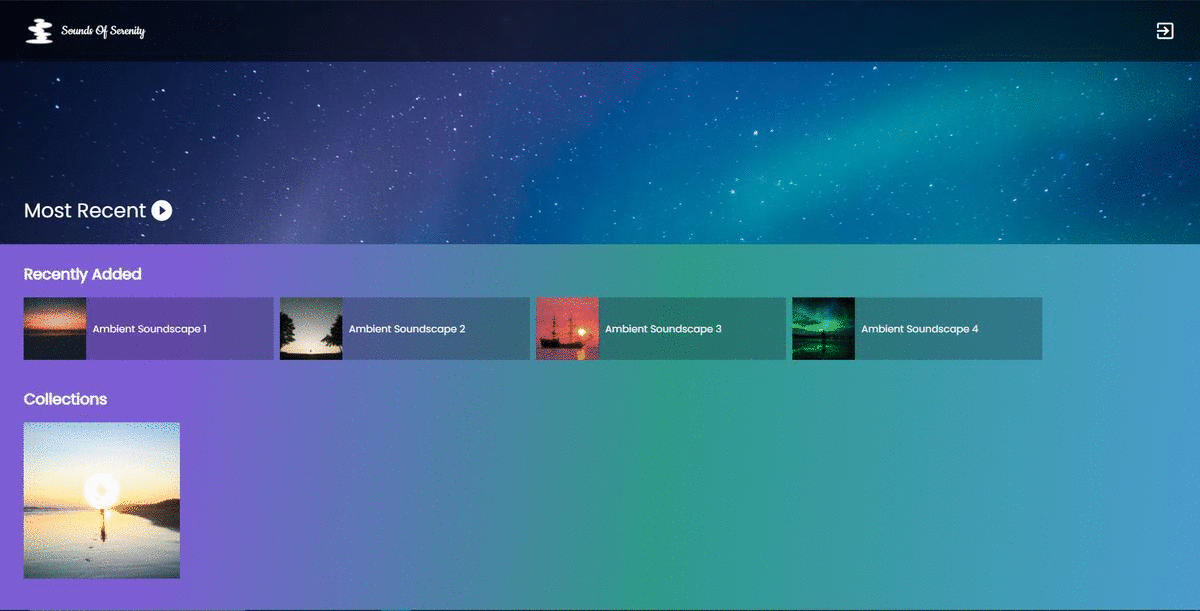 Sounds Of Serenity
Most Recent
Recently Added
Ambient Soundscape 1
Ambient Soundscape 2
Ambient Soundscape 3
Ambient Soundscape 4
Collections